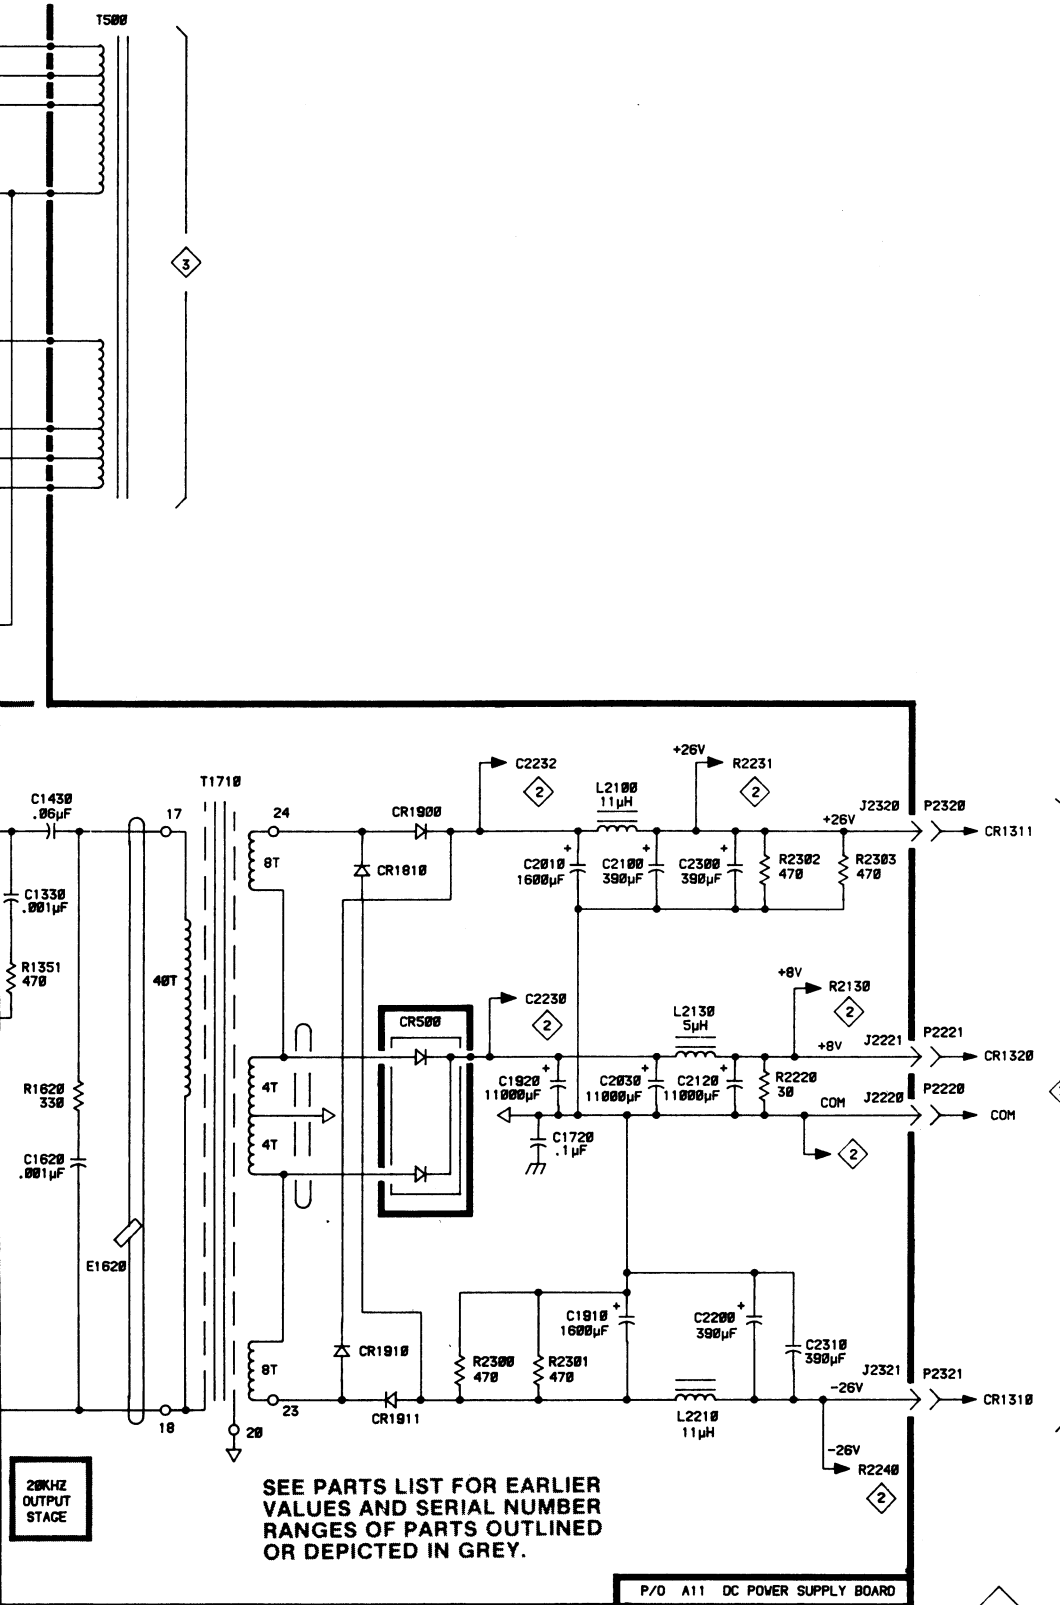 T500
3
T1710
C1430
.06µF
17
C1330
.001µF
R1351
470
40T
R1620
330
C1620
.001µF
E1620
18
20
24
8T
4T
4T
8T
23
CR1900
CR1810
CR500
CR1910
CR1911
C2232
2
L2100
11µH
+26V
R2231
2
C2010
1600µF
C2100
390µF
C2300
390µF
R2302
470
R2303
470
+26V
J2320
P2320
CR1311
C2230
2
L2130
5µH
+8V
R2130
2
+8V
J2221
P2221
CR1320
C1920
11000µF
C2030
11000µF
C2120
11000µF
R2220
30
COM
J2220
P2220
COM
C1720
.1µF
2
R2300
470
R2301
470
C1910
1600µF
C2200
390µF
C2310
390µF
L2210
11µH
-26V
J2321
P2321
CR1310
-26V
R2240
2
20KHZ
OUTPUT
STAGE
SEE PARTS LIST FOR EARLIER
VALUES AND SERIAL NUMBER
RANGES OF PARTS OUTLINED
OR DEPICTED IN GREY.
P/O A11 DC POWER SUPPLY BOARD
+
+
+
+
+
+
+
+